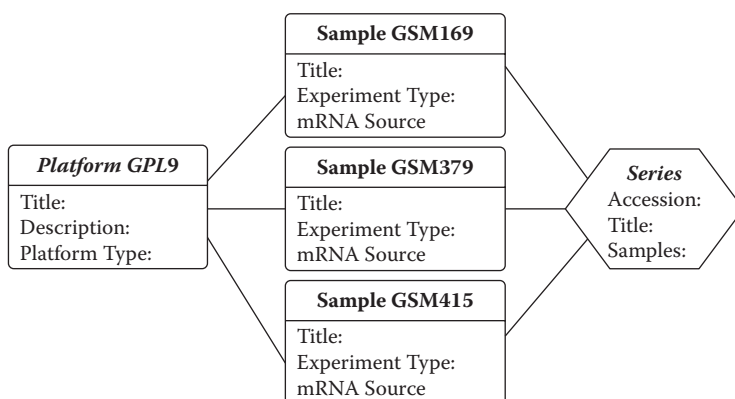 Sample GSM169
Title:
Experiment Type:
mRNA Source
Platform GPL9
Title:
Description:
Platform Type:
Sample GSM379
Title:
Experiment Type:
mRNA Source
Series
Accession:
Title:
Samples:
Sample GSM415
Title:
Experiment Type:
mRNA Source